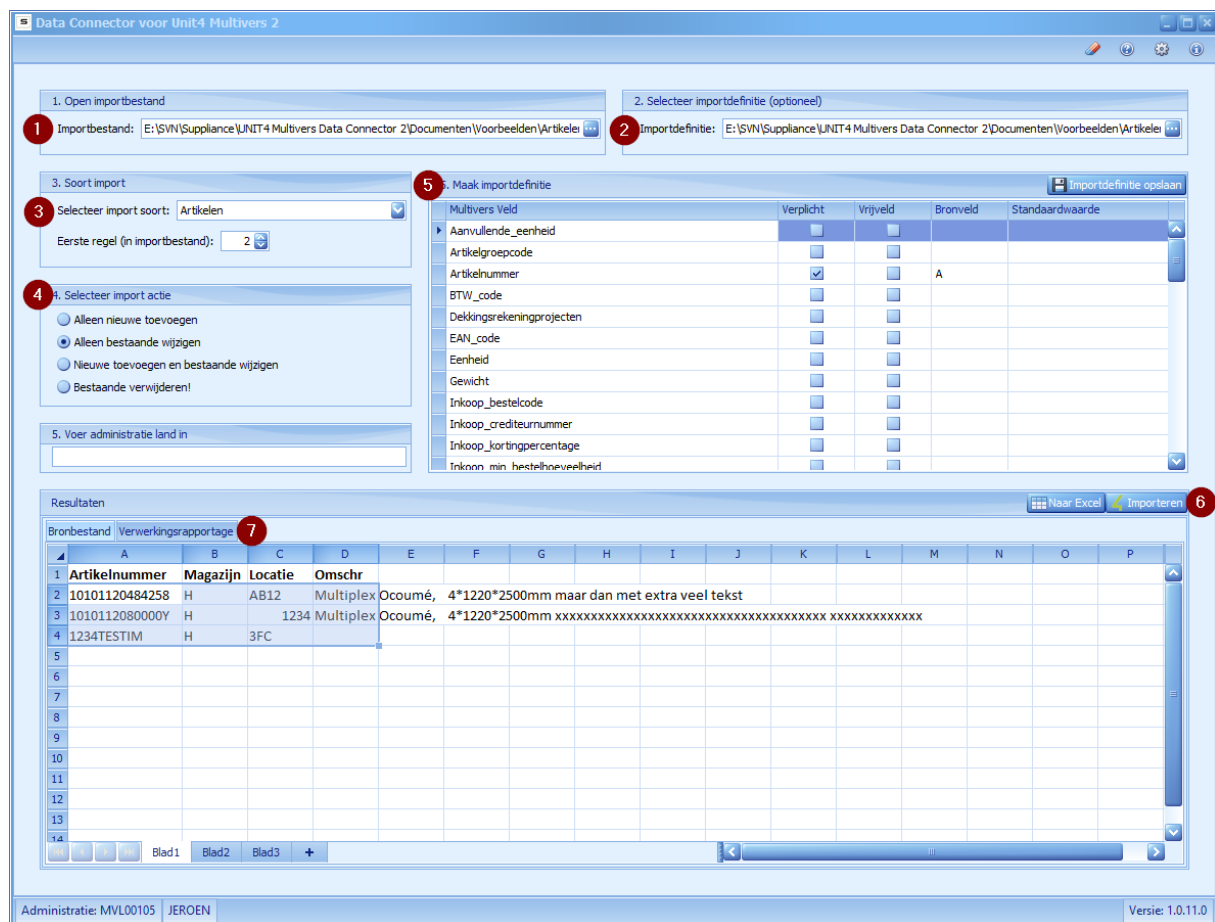 Data Connector voor Unit4 Multivers 2
1. Open importbestand
1 Importbestand: E:\SVN\Suppliance\UNIT4 Multivers Data Connector 2\Documenten\Voorbeelden\Artikele ...
2. Selecteer importdefinitie (optioneel)
2 Importdefinitie: E:\SVN\Suppliance\UNIT4 Multivers Data Connector 2\Documenten\Voorbeelden\Artikele ...
3. Soort import
3 Selecteer import soort: Artikelen
Eerste regel (in importbestand): 2
4 4. Selecteer import actie
Alleen nieuwe toevoegen
Alleen bestaande wijzigen
Nieuwe toevoegen en bestaande wijzigen
Bestaande verwijderen!
5. Voer administratie land in
5 . Maak importdefinitie Importdefinitie opslaan
Multivers Veld Verplicht Vrijveld Bronveld Standaardwaarde
Aanvullende_eenheid
Artikelgroepcode
Artikelnummer A
BTW_code
Dekkingsrekeningprojecten
EAN_code
Eenheid
Gewicht
Inkoop_bestelcode
Inkoop_crediteurnummer
Inkoop_kortingpercentage
Inkoop_min_bestelhoeveelheid
Resultaten Naar Excel Importeren 6
Bronbestand Verwerkingsrapportage 7
A B C D E F G H I J K L M N O P
1 Artikelnummer Magazijn Locatie Omschr
2 10101120484258 H AB12 Multiplex Ocoumé, 4*1220*2500mm maar dan met extra veel tekst
3 1010112080000Y H 1234 Multiplex Ocoumé, 4*1220*2500mm xxxxxxxxxxxxxxxxxxxxxxxxxxxxxxxxxxxxxxx xxxxxxxxxxxxx
4 1234TESTIM H 3FC
5
6
7
8
9
10
11
12
13
14
Blad1 Blad2 Blad3 +
Administratie: MVL00105 JEROEN Versie: 1.0.11.0